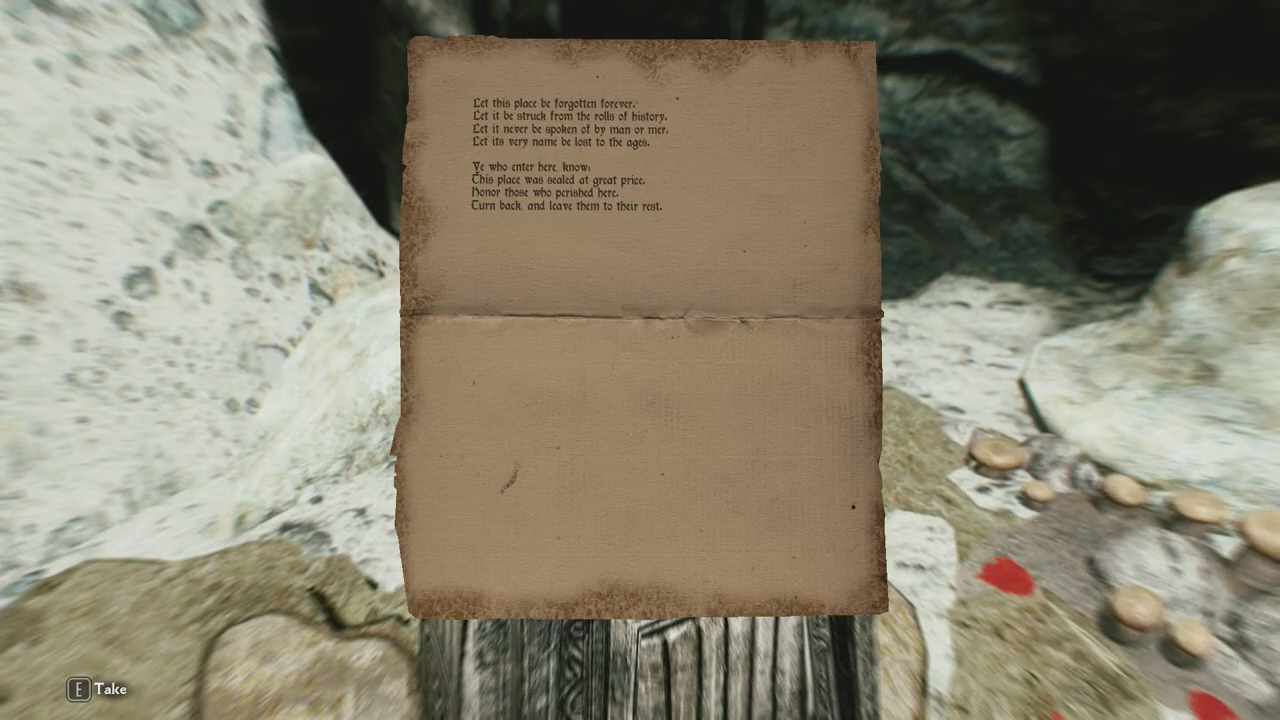 Let this place be forgotten forever.
Let it be struck from the rolls of history.
Let it never be spoken of by man or mer.
Let its very name be lost to the ages.
Ye who enter here, know:
This place was sealed at great price.
Honor those who perished here.
Turn back, and leave them to their rest.
E Take